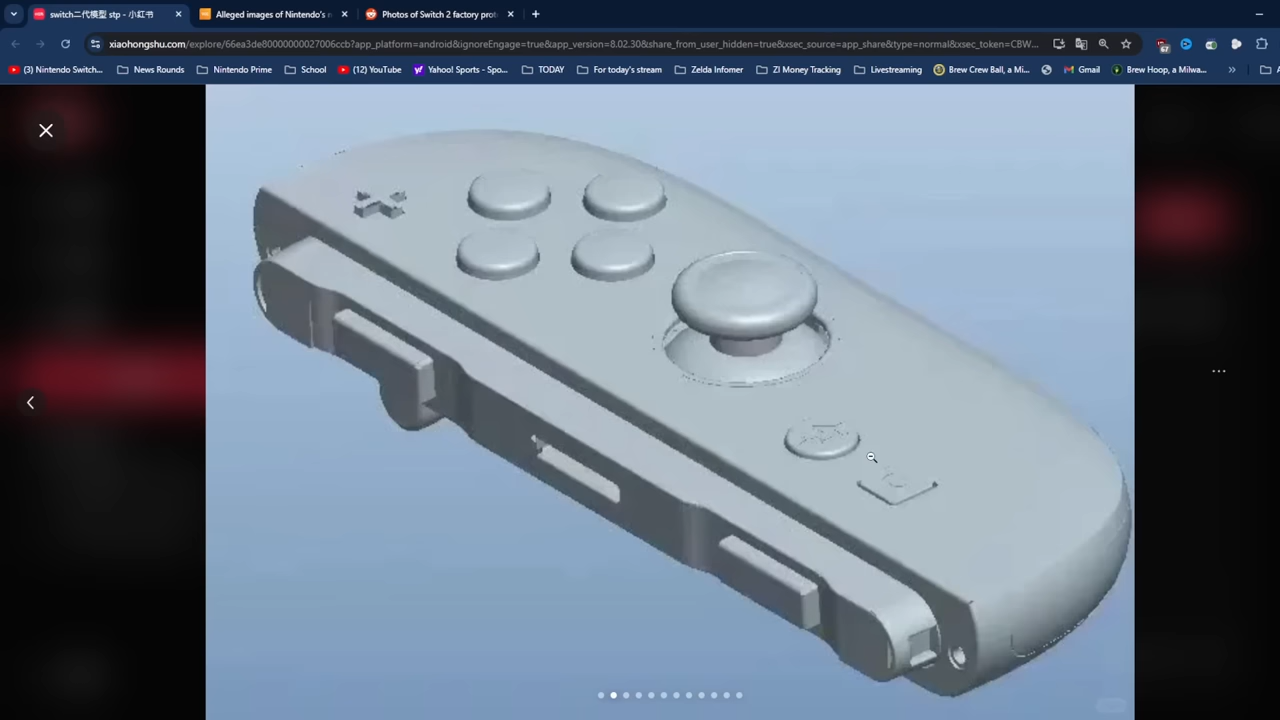 switch二代模型 stp - 小红书
Alleged images of Nintendo's n
Photos of Switch 2 factory prot
xiaohongshu.com/explore/66ea3de80000000027006ccb?app_platform=android&ignoreEngage=true&app_version=8.02.30&share_from_user_hidden=true&xsec_source=app_share&type=normal&xsec_token=CBW...
67
(3) Nintendo Switch...
News Rounds
Nintendo Prime
School
(12) YouTube
Yahoo! Sports - Spo...
TODAY
For today's stream
Zelda Infomer
ZI Money Tracking
Livestreaming
Brew Crew Ball, a Mi...
Gmail
Brew Hoop, a Milwa...